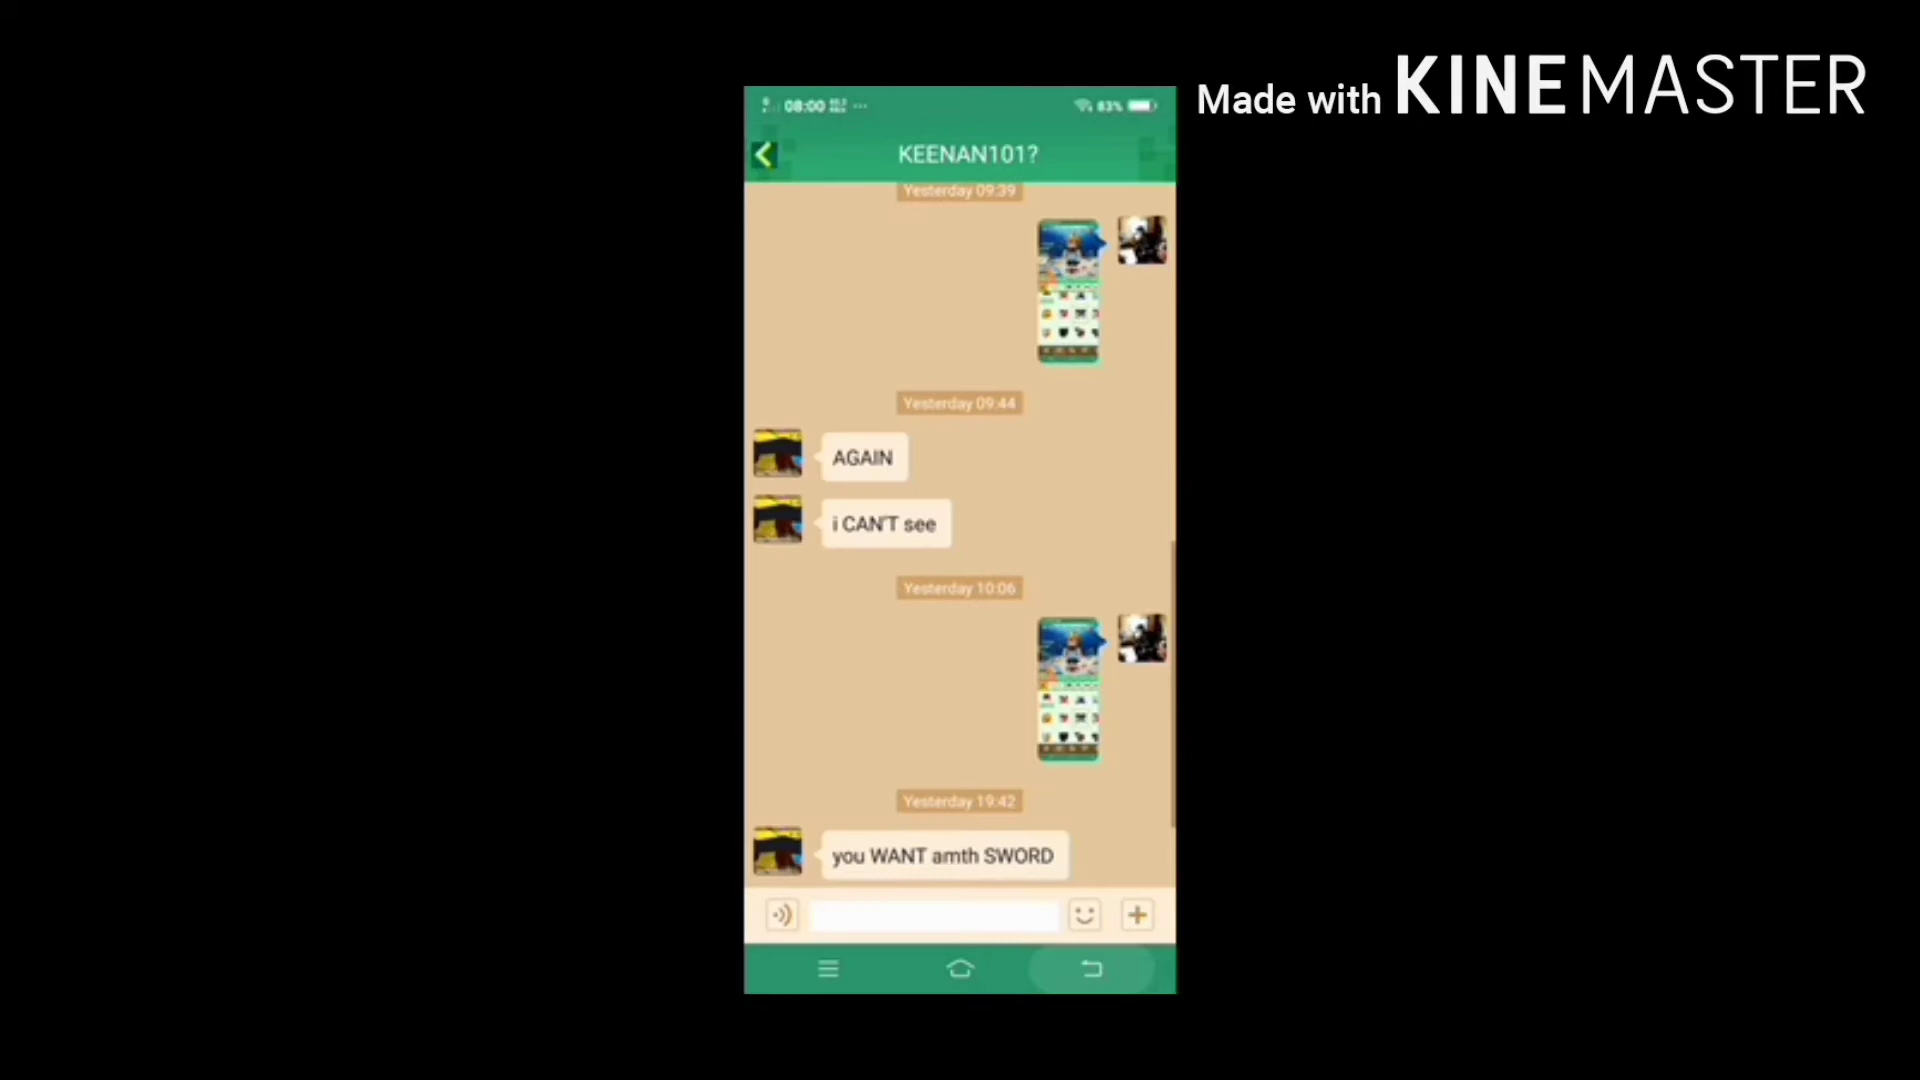 Made with KINEMASTER
08:00
83%
KEENAN101?
Yesterday 09:39
Yesterday 09:44
AGAIN
i CAN'T see
Yesterday 10:06
Yesterday 19:42
you WANT amth SWORD